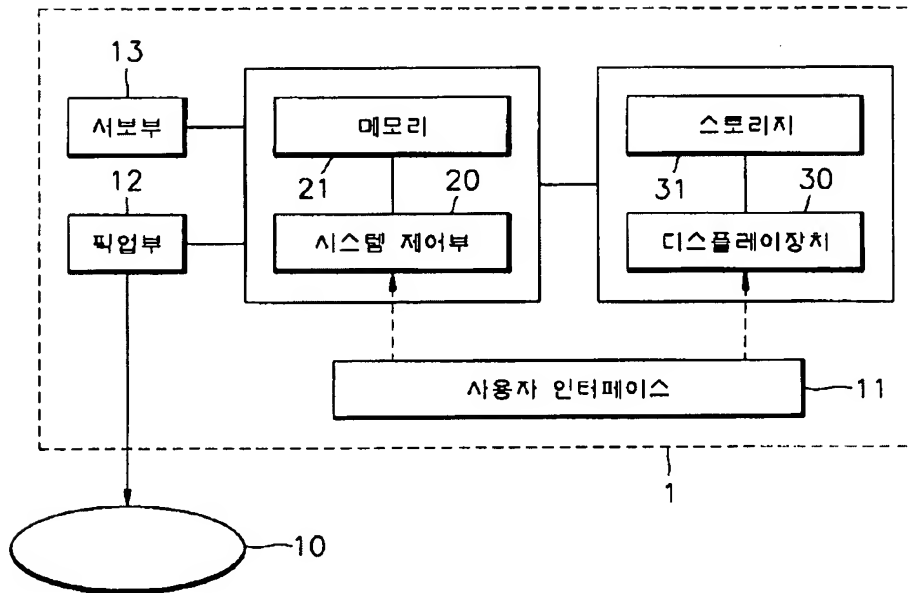 13
서보부
12
픽업부
메모리
21
20
시스템 제어부
스토리지
31
30
디스플레이장치
사용자 인터페이스
11
1
10